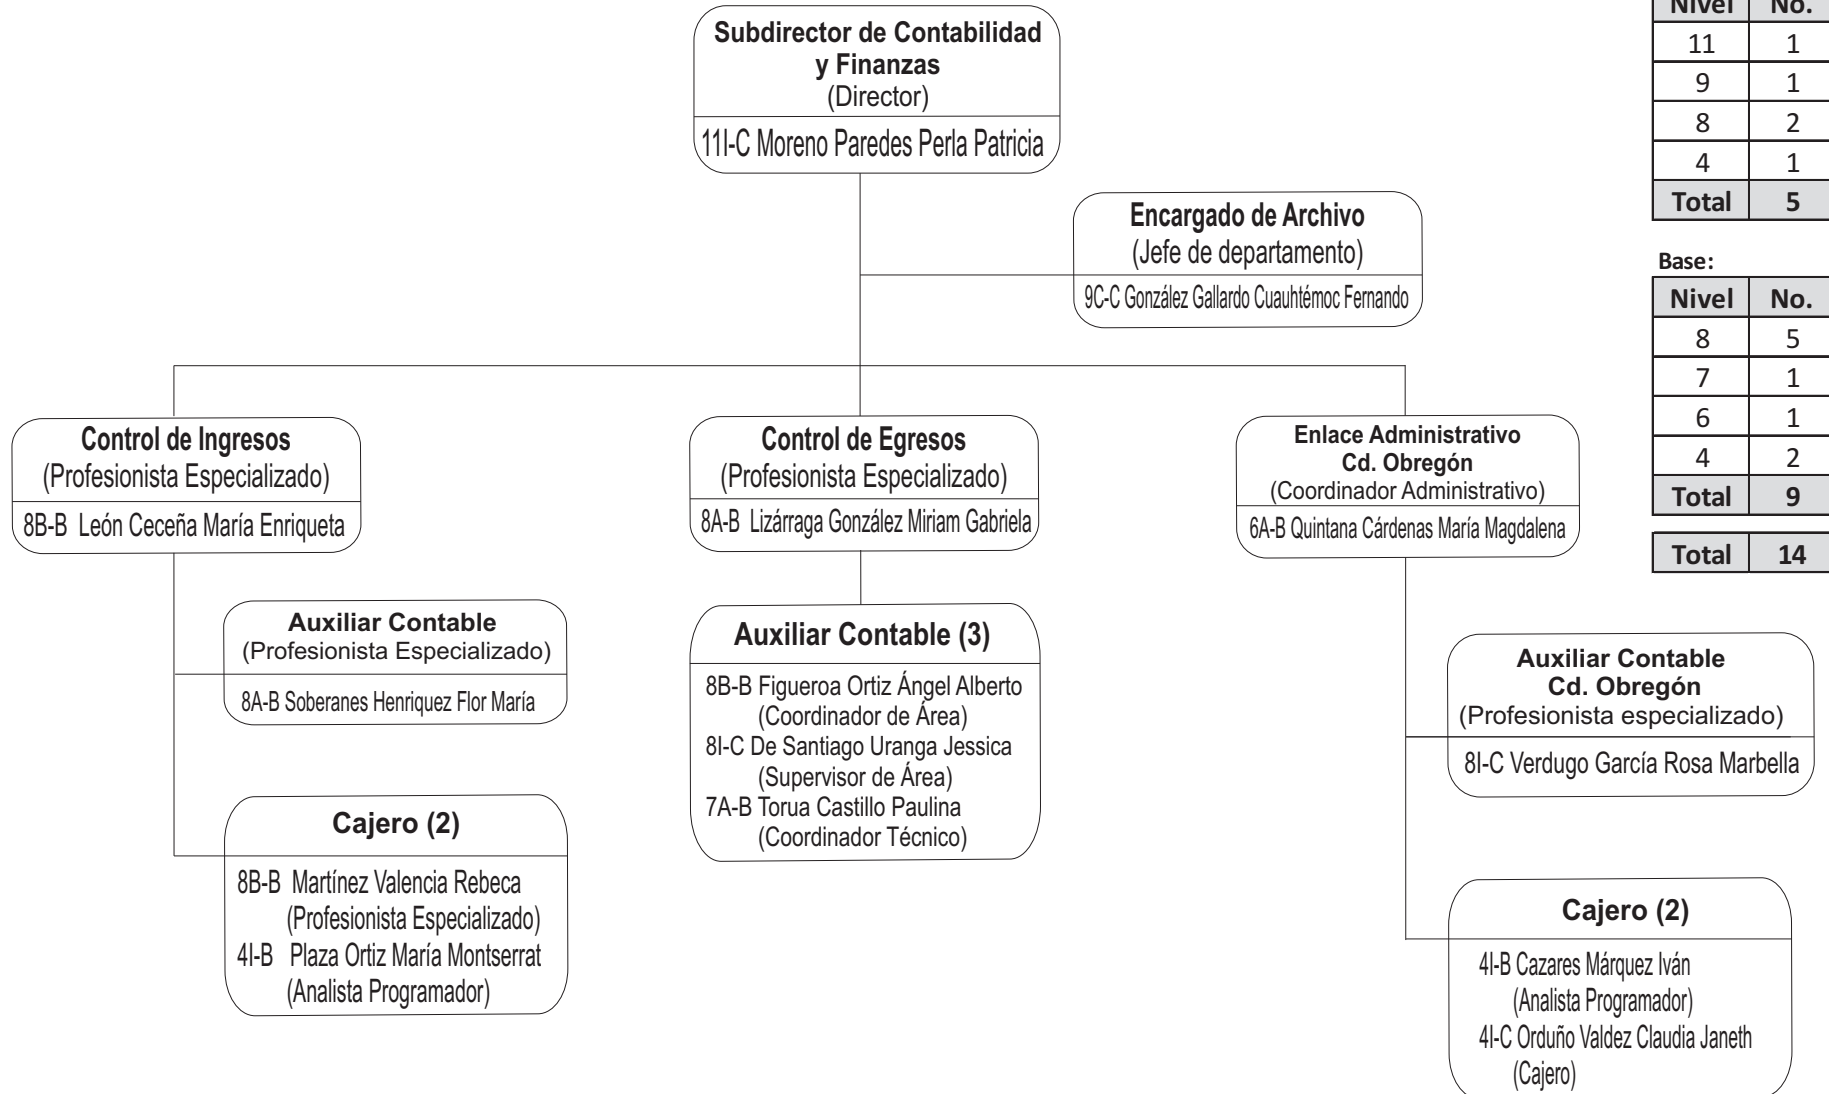 Subdirector de Contabilidad
y Finanzas
(Director)
11I-C Moreno Paredes Perla Patricia
Encargado de Archivo
(Jefe de departamento)
9C-C González Gallardo Cuauhtémoc Fernando
Control de Ingresos
(Profesionista Especializado)
8B-B León Ceceña María Enriqueta
Auxiliar Contable
(Profesionista Especializado)
8A-B Soberanes Henriquez Flor María
Cajero (2)
8B-B Martínez Valencia Rebeca
(Profesionista Especializado)
4I-B Plaza Ortiz María Montserrat
(Analista Programador)
Control de Egresos
(Profesionista Especializado)
8A-B Lizárraga González Miriam Gabriela
Auxiliar Contable (3)
8B-B Figueroa Ortiz Ángel Alberto
(Coordinador de Área)
8I-C De Santiago Uranga Jessica
(Supervisor de Área)
7A-B Torua Castillo Paulina
(Coordinador Técnico)
Enlace Administrativo
Cd. Obregón
(Coordinador Administrativo)
6A-B Quintana Cárdenas María Magdalena
Auxiliar Contable
Cd. Obregón
(Profesionista especializado)
8I-C Verdugo García Rosa Marbella
Cajero (2)
4I-B Cazares Márquez Iván
(Analista Programador)
4I-C Orduño Valdez Claudia Janeth
(Cajero)
Nivel No.
11 1
9 1
8 2
4 1
Total 5
Base:
Nivel No.
8 5
7 1
6 1
4 2
Total 9
Total 14